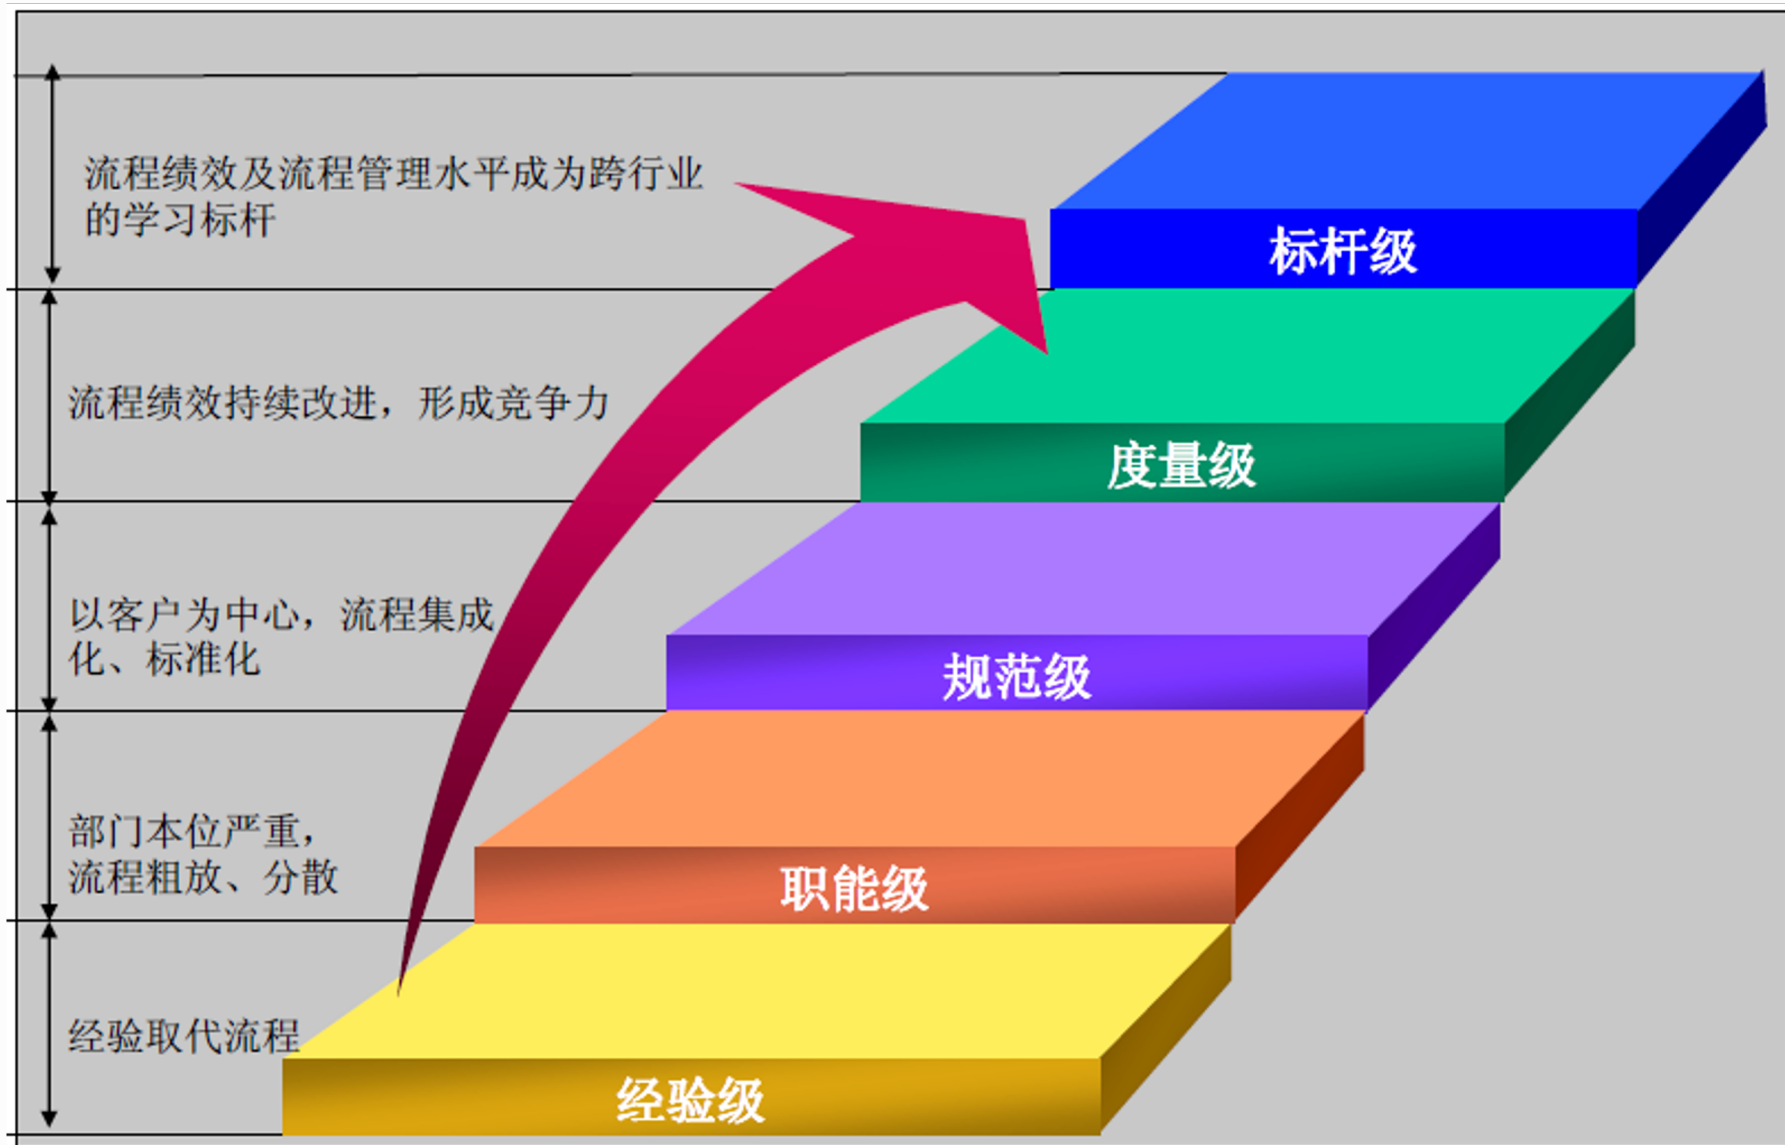 流程绩效及流程管理水平成为跨行业
的学习标杆
标杆级
流程绩效持续改进，形成竞争力
度量级
以客户为中心，流程集成
化、标准化
规范级
部门本位严重，
流程粗放、分散
职能级
经验取代流程
经验级